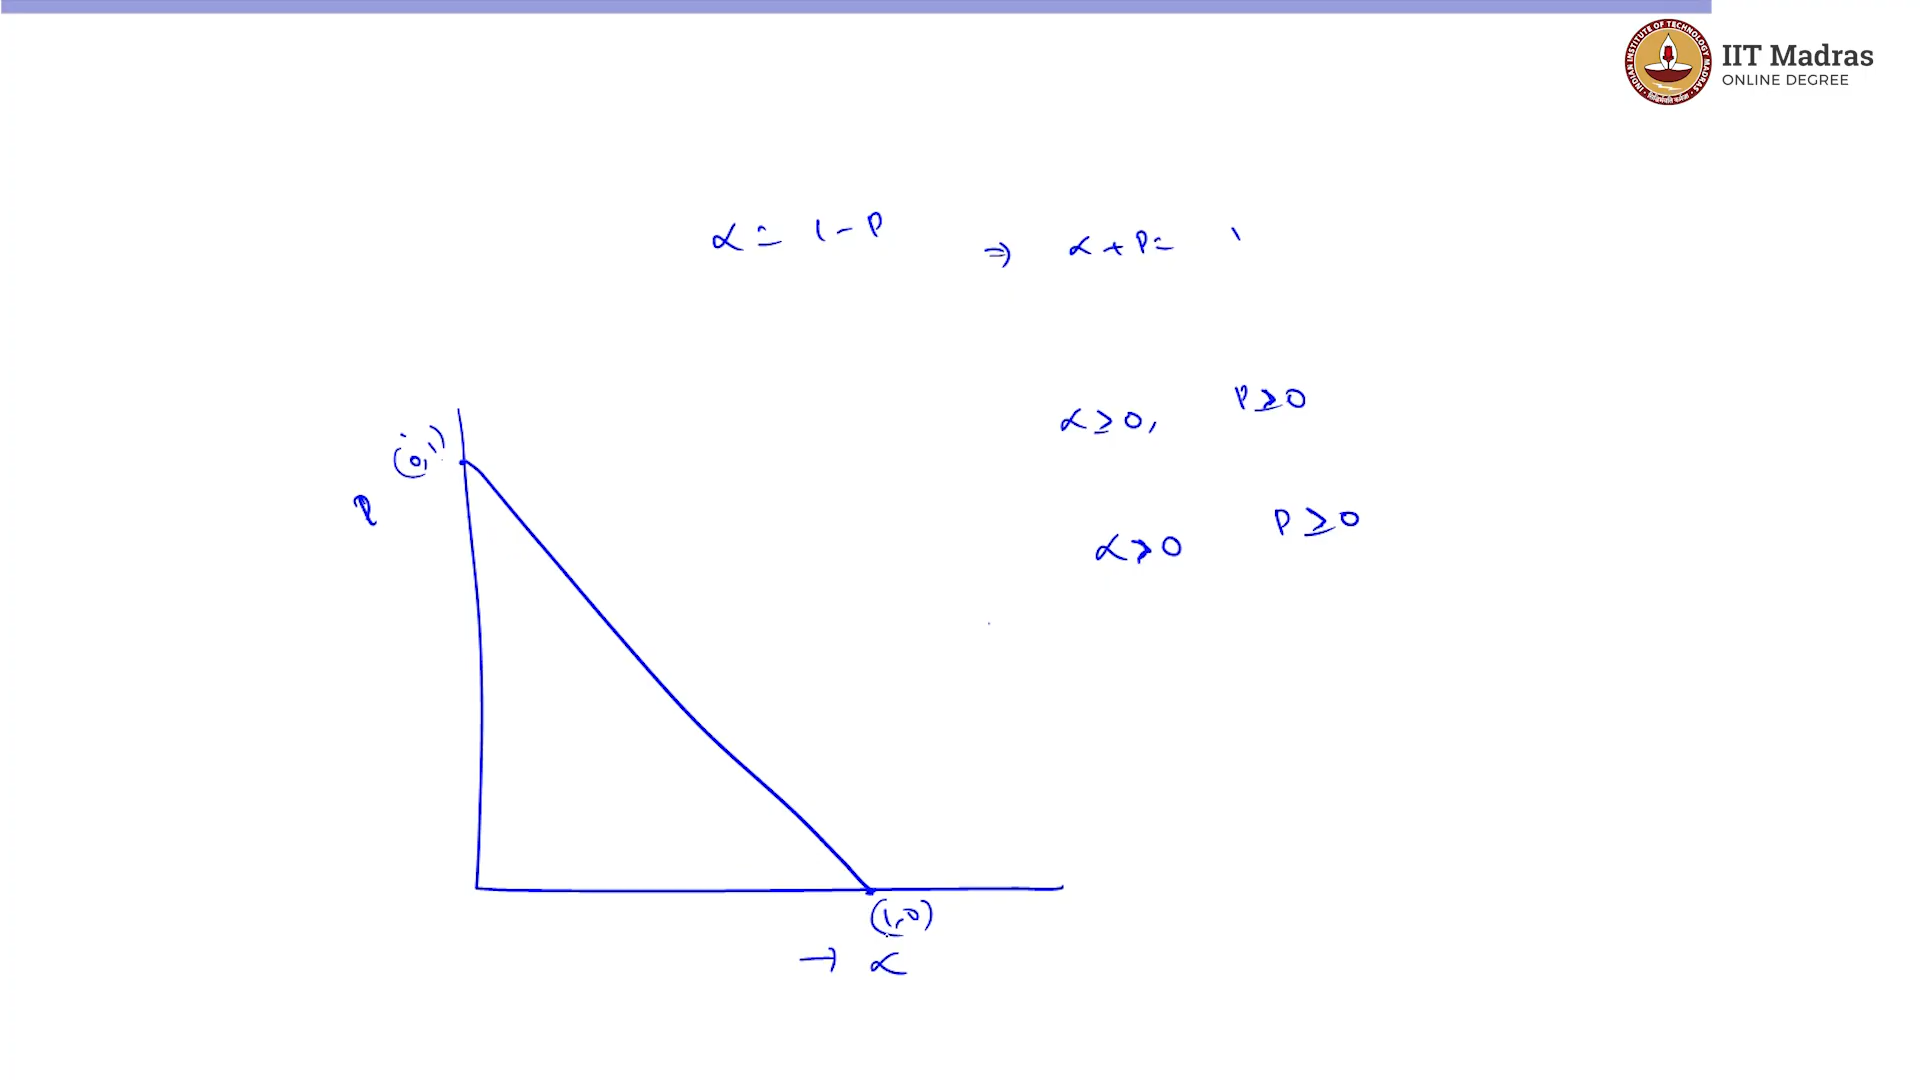 IIT Madras
ONLINE DEGREE
α = 1 - P ⇒ α + P = 1
α ≥ 0, P ≥ 0
α ≥ 0 P ≥ 0
(0,1)
P
(1,0)
→ α